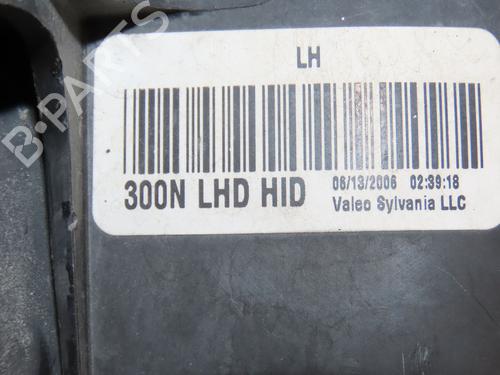 B-PARTS
LH
300N LHD HID
06/13/2006 02:39:18
Valeo Sylvania LLC